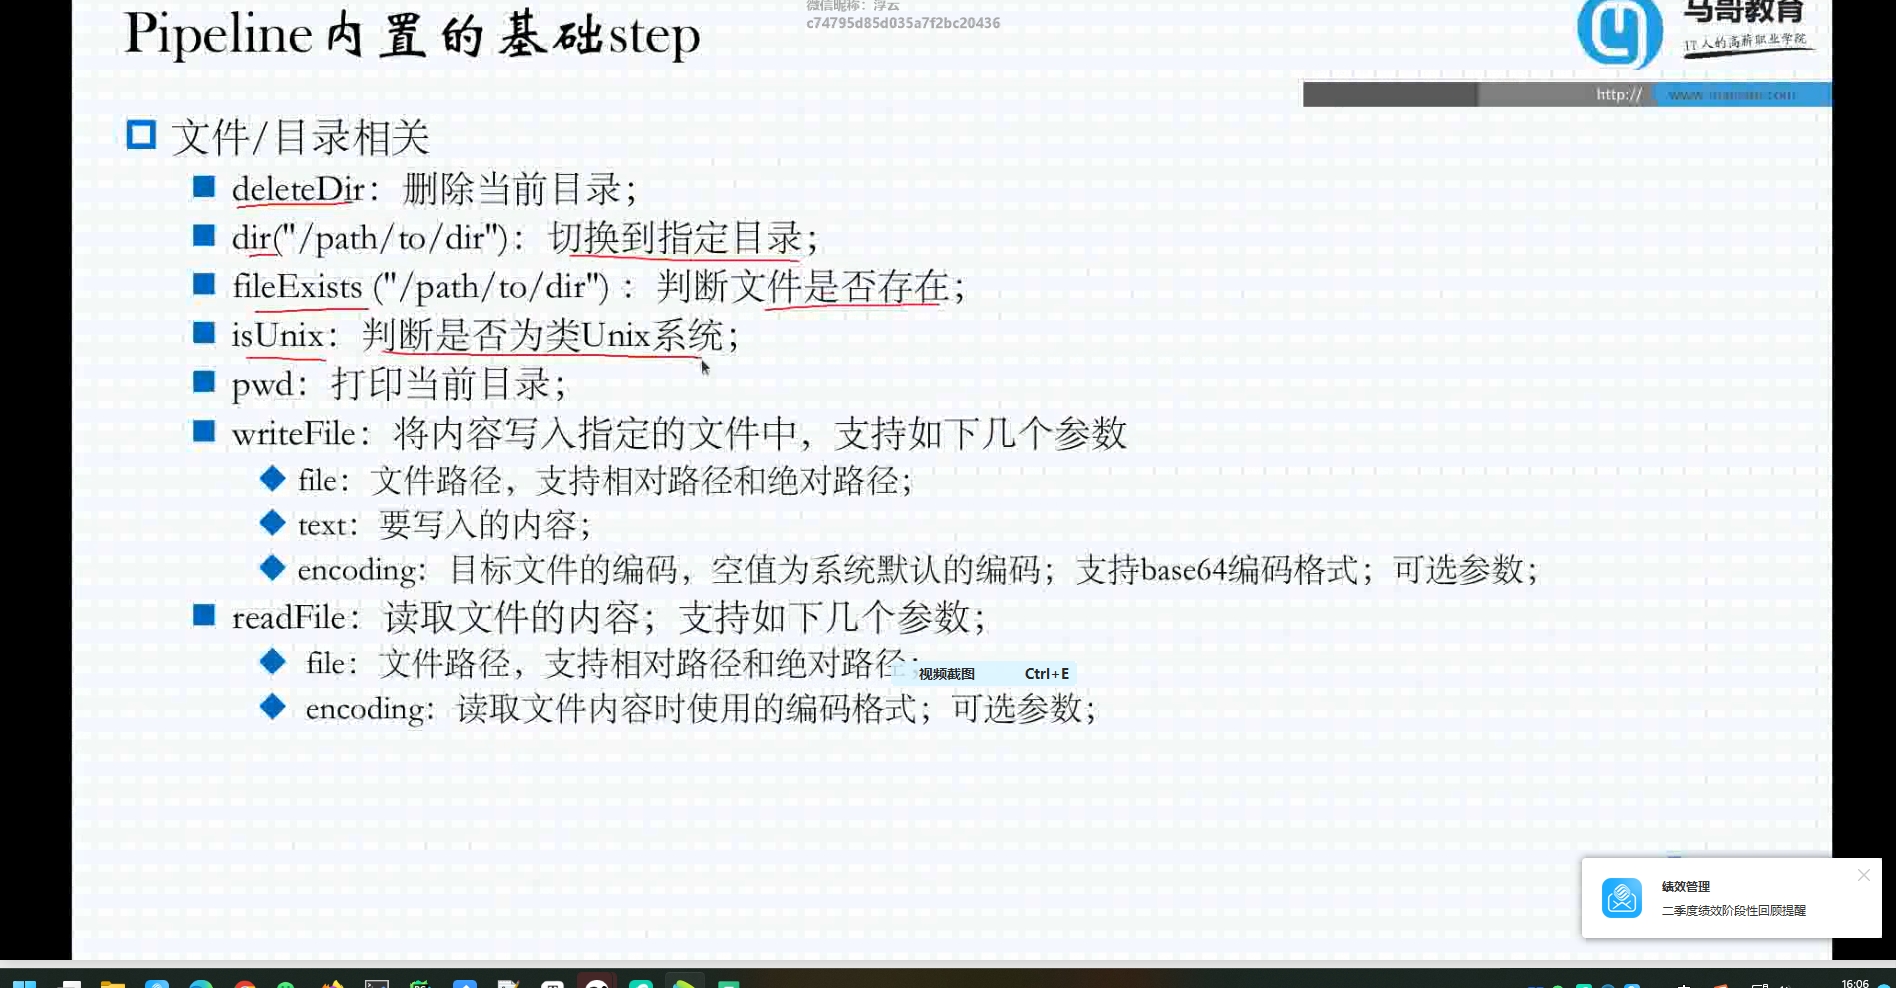 微信昵称：浮云
c74795d85d035a7f2bc20436
Pipeline内置的基础step
马哥教育
IT人的高薪职业学院
http://
文件/目录相关
deleteDir：删除当前目录；
dir("/path/to/dir")：切换到指定目录；
fileExists ("/path/to/dir") ：判断文件是否存在；
isUnix：判断是否为类Unix系统；
pwd：打印当前目录；
writeFile：将内容写入指定的文件中，支持如下几个参数
file：文件路径，支持相对路径和绝对路径；
text：要写入的内容；
encoding：目标文件的编码，空值为系统默认的编码；支持base64编码格式；可选参数；
readFile：读取文件的内容；支持如下几个参数；
file：文件路径，支持相对路径和绝对路径；
视频截图 Ctrl+E
encoding：读取文件内容时使用的编码格式；可选参数；
绩效管理
二季度绩效阶段性回顾提醒
16:06